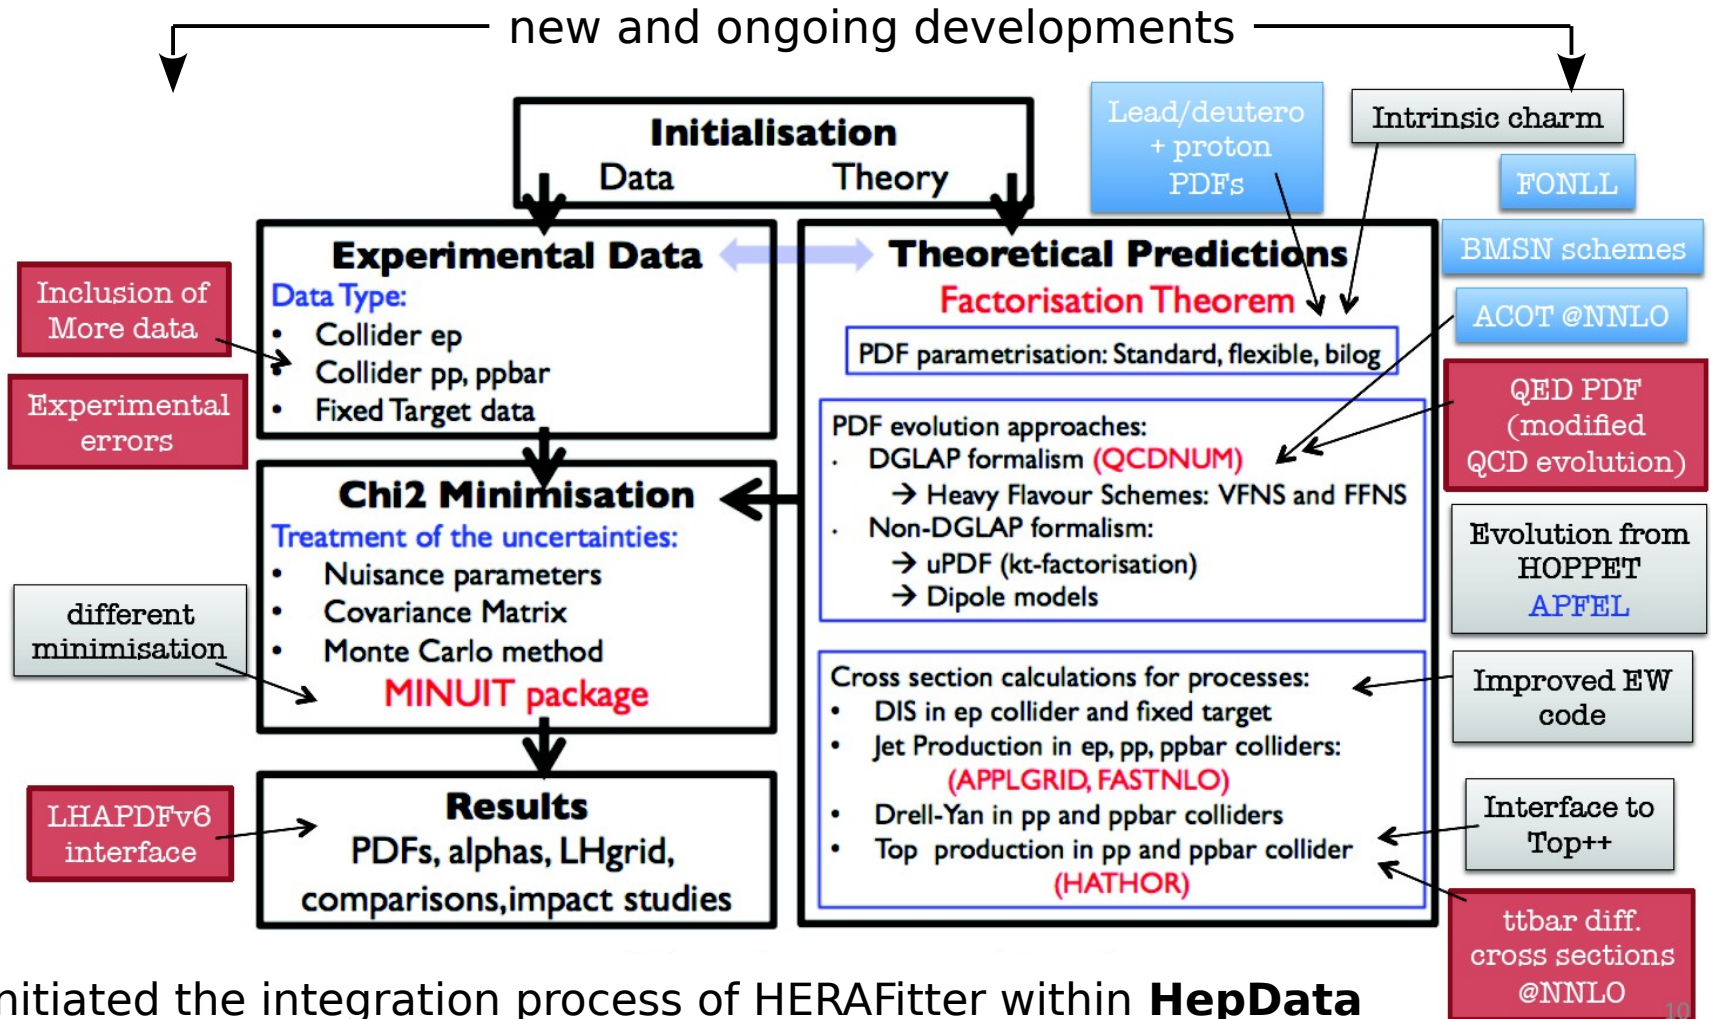 new and ongoing developments
Initialisation
Data Theory
Lead/deutero
+ proton
PDFs
Intrinsic charm
FONLL
BMSN schemes
ACOT @NNLO
QED PDF
(modified
QCD evolution)
Evolution from
HOPPET
APFEL
Improved EW
code
Interface to
Top++
ttbar diff.
cross sections
@NNLO
Inclusion of
More data
Experimental
errors
different
minimisation
LHAPDFv6
interface
Experimental Data
Data Type:
• Collider ep
• Collider pp, ppbar
• Fixed Target data
Chi2 Minimisation
Treatment of the uncertainties:
• Nuisance parameters
• Covariance Matrix
• Monte Carlo method
MINUIT package
Results
PDFs, alphas, LHgrid,
comparisons,impact studies
Theoretical Predictions
Factorisation Theorem
PDF parametrisation: Standard, flexible, bilog
PDF evolution approaches:
· DGLAP formalism (QCDNUM)
→ Heavy Flavour Schemes: VFNS and FFNS
· Non-DGLAP formalism:
→ uPDF (kt-factorisation)
→ Dipole models
Cross section calculations for processes:
• DIS in ep collider and fixed target
• Jet Production in ep, pp, ppbar colliders:
(APPLGRID, FASTNLO)
• Drell-Yan in pp and ppbar colliders
• Top production in pp and ppbar collider
(HATHOR)
nitiated the integration process of HERAFitter within HepData
10